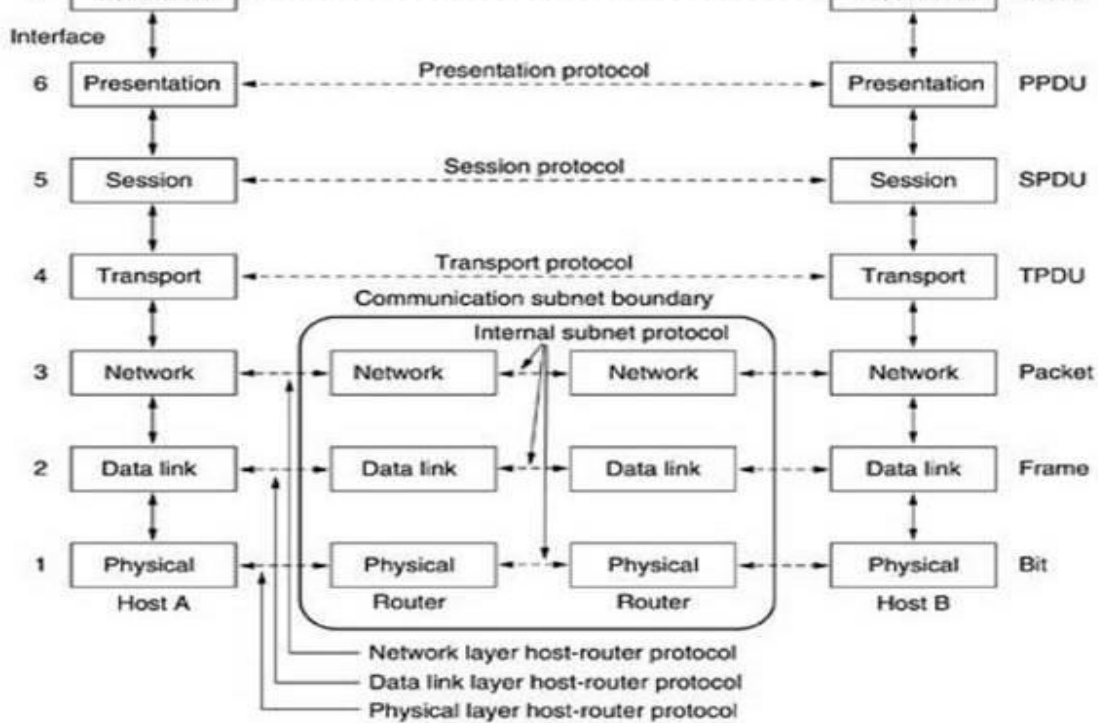 Interface
6 Presentation Presentation protocol Presentation PPDU
5 Session Session protocol Session SPDU
4 Transport Transport protocol Transport TPDU
Communication subnet boundary
Internal subnet protocol
3 Network Network Network Network Packet
2 Data link Data link Data link Data link Frame
1 Physical Physical Physical Physical Bit
Host A Router Router Host B
Network layer host-router protocol
Data link layer host-router protocol
Physical layer host-router protocol